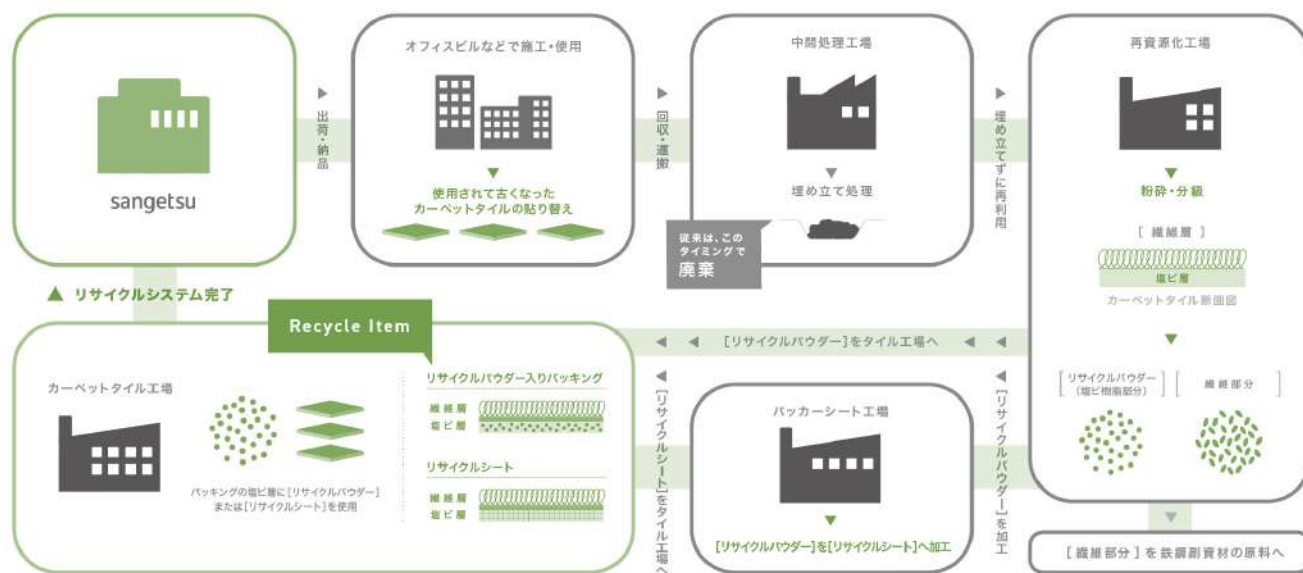 sangetsu
▶ 出荷・納品
オフィスビルなどで施工・使用
▼
使用されて古くなった
カーペットタイルの貼り替え
▶ 回収・運搬
中間処理工場
▼
埋め立て処理
従来は、この
タイミングで
廃棄
▶ 埋め立てずに再利用
再資源化工場
▼
粉砕・分級
[ 繊維層 ]
塩ビ層
カーペットタイル断面図
▼
[リサイクルパウダー
(塩ビ樹脂部分)]
[ 繊維部分 ]
▼
[ 繊維部分 ]を鉄鋼副資材の原料へ
◀ ◀ [リサイクルパウダー]をタイル工場へ ◀ ◀
▲ [リサイクルパウダー]を加工
バッカーシート工場
▼
[リサイクルパウダー]を[リサイクルシート]へ加工
▲ [リサイクルシート]をタイル工場へ
▲ リサイクルシステム完了
Recycle Item
カーペットタイル工場
バッキングの塩ビ層に[リサイクルパウダー]
または[リサイクルシート]を使用
リサイクルパウダー入りバッキング
繊維層
塩ビ層
リサイクルシート
繊維層
塩ビ層